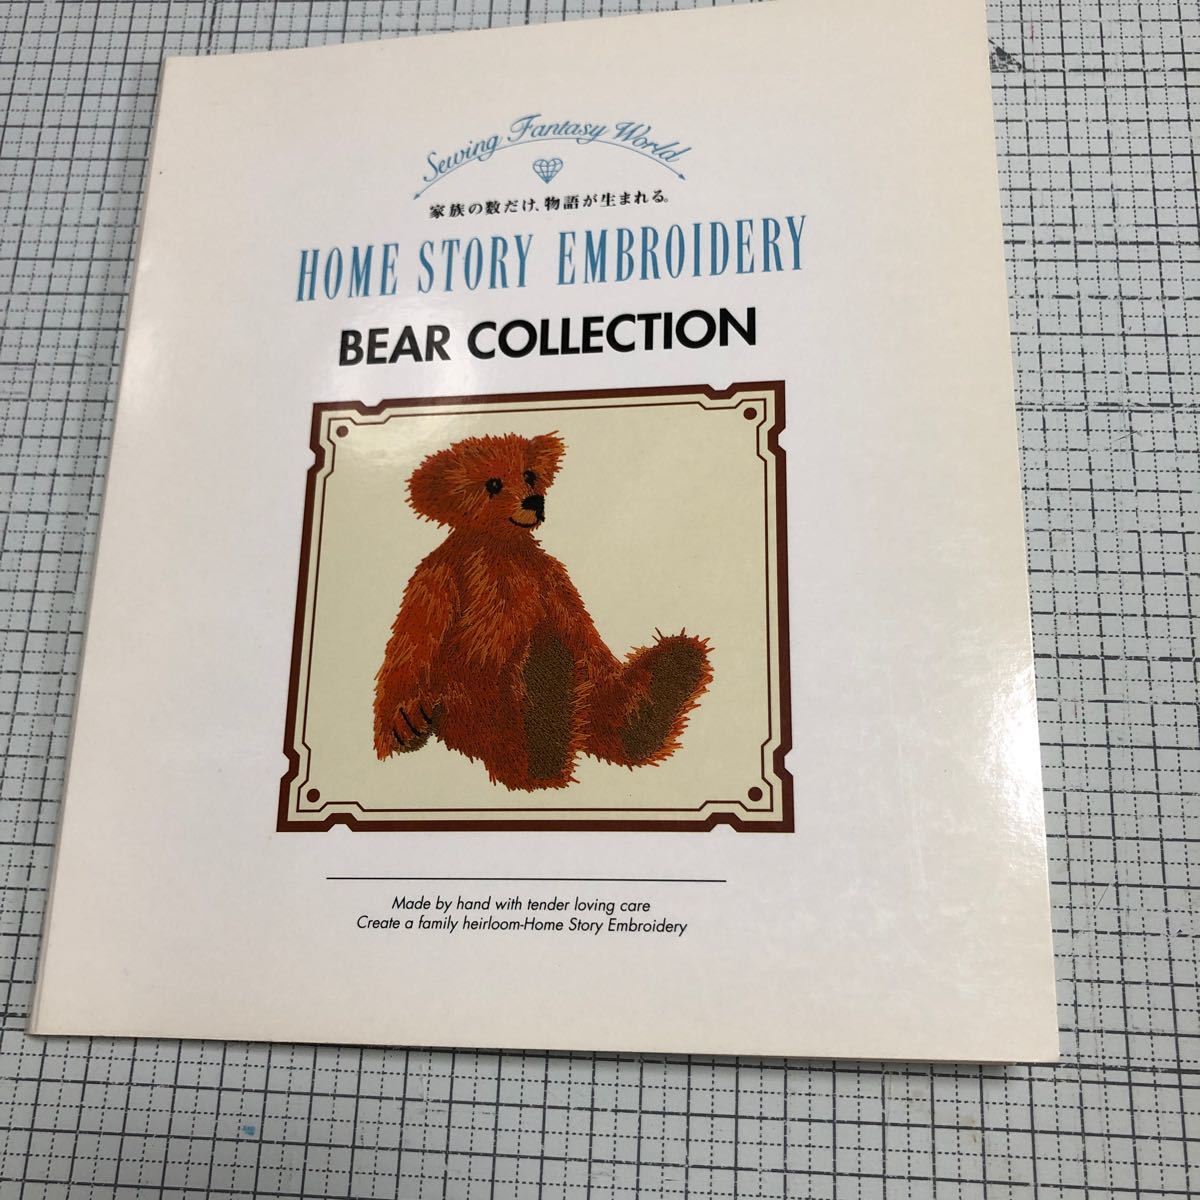 Sewing Fantasy World
家族の数だけ、物語が生まれる。
HOME STORY EMBROIDERY
BEAR COLLECTION
Made by hand with tender loving care
Create a family heirloom-Home Story Embroidery